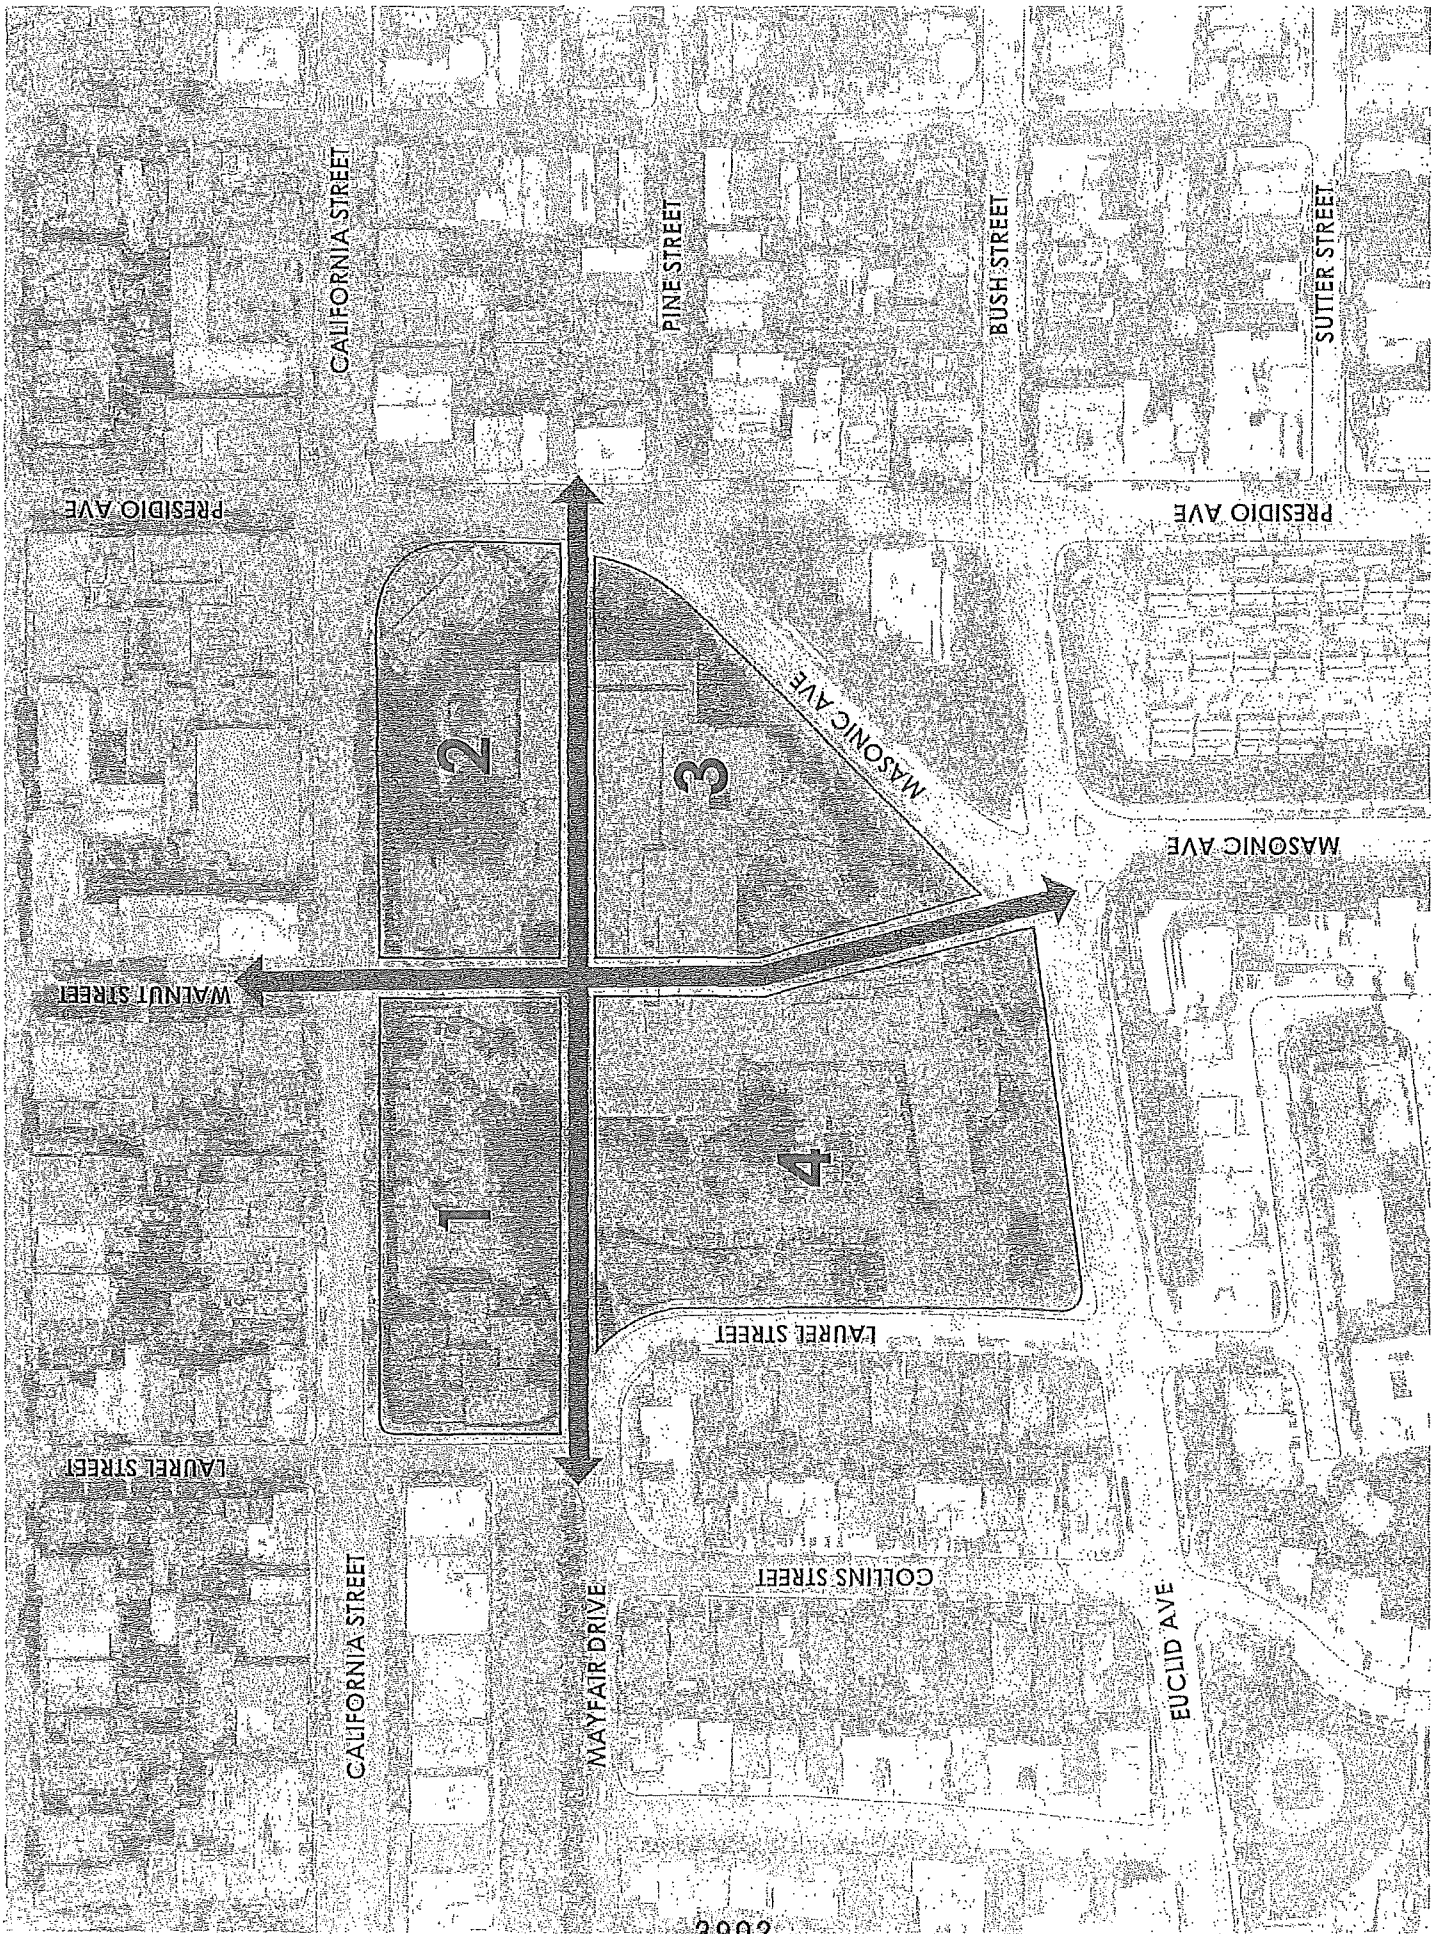 CALIFORNIA STREET
PINE STREET
BUSH STREET
SUTTER STREET
PRESIDIO AVE
PRESIDIO AVE
2
3
MASONIC AVE
MASONIC AVE
WALNUT STREET
1
4
LAUREL STREET
LAUREL STREET
CALIFORNIA STREET
MAYFAIR DRIVE
COLLINS STREET
EUCLID AVE